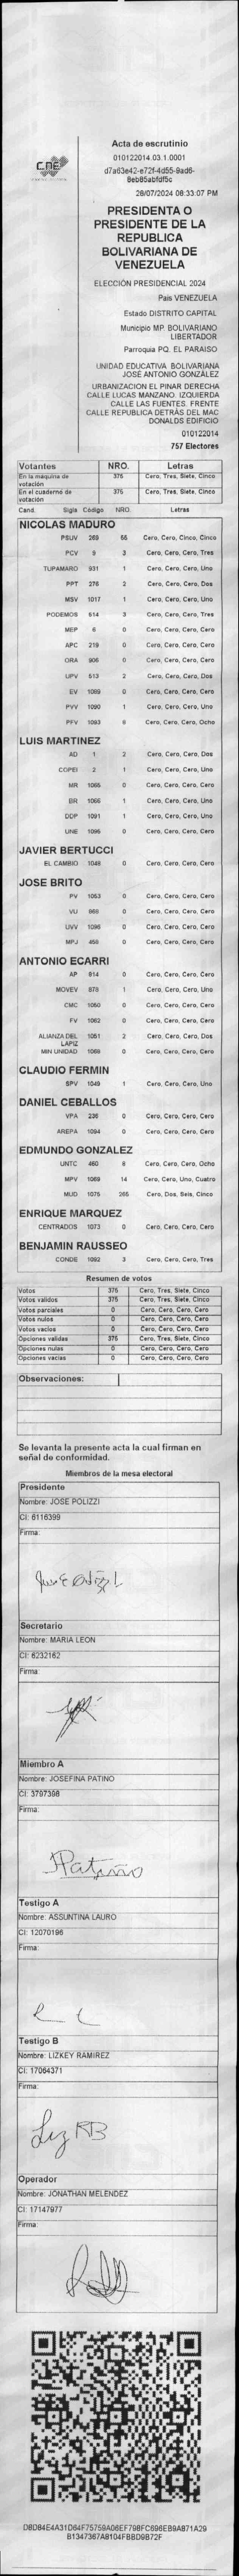 CNE
Acta de escrutinio
010122014.03.1.0001
d7a63e42-e72f-4d55-9ad6-
8eb85abfdf5c
28/07/2024 08:33:07 PM
PRESIDENTA O
PRESIDENTE DE LA
REPUBLICA
BOLIVARIANA DE
VENEZUELA
ELECCIÓN PRESIDENCIAL 2024
Pais VENEZUELA
Estado DISTRITO CAPITAL
Municipio MP. BOLIVARIANO
LIBERTADOR
Parroquia PQ. EL PARAISO
UNIDAD EDUCATIVA BOLIVARIANA
JOSÉ ANTONIO GONZÁLEZ
URBANIZACION EL PINAR DERECHA
CALLE LUCAS MANZANO. IZQUIERDA
CALLE LAS FUENTES. FRENTE
CALLE REPUBLICA DETRÁS DEL MAC
DONALDS EDIFICIO
010122014
757 Electores
Votantes NRO. Letras
En la máquina de votación 375 Cero, Tres, Siete, Cinco
En el cuaderno de votación 375 Cero, Tres, Siete, Cinco
Cand. Sigla Código NRO. Letras
NICOLAS MADURO
PSUV 269 55 Cero, Cero, Cinco, Cinco
PCV 9 3 Cero, Cero, Cero, Tres
TUPAMARO 931 1 Cero, Cero, Cero, Uno
PPT 276 2 Cero, Cero, Cero, Dos
MSV 1017 1 Cero, Cero, Cero, Uno
PODEMOS 614 3 Cero, Cero, Cero, Tres
MEP 6 0 Cero, Cero, Cero, Cero
APC 219 0 Cero, Cero, Cero, Cero
ORA 906 0 Cero, Cero, Cero, Cero
UPV 513 2 Cero, Cero, Cero, Dos
EV 1089 0 Cero, Cero, Cero, Cero
PVV 1090 1 Cero, Cero, Cero, Uno
PFV 1093 8 Cero, Cero, Cero, Ocho
LUIS MARTINEZ
AD 1 2 Cero, Cero, Cero, Dos
COPEI 2 1 Cero, Cero, Cero, Uno
MR 1065 0 Cero, Cero, Cero, Cero
BR 1066 1 Cero, Cero, Cero, Uno
DDP 1091 1 Cero, Cero, Cero, Uno
UNE 1095 0 Cero, Cero, Cero, Cero
JAVIER BERTUCCI
EL CAMBIO 1048 0 Cero, Cero, Cero, Cero
JOSE BRITO
PV 1053 0 Cero, Cero, Cero, Cero
VU 868 0 Cero, Cero, Cero, Cero
UVV 1096 0 Cero, Cero, Cero, Cero
MPJ 458 0 Cero, Cero, Cero, Cero
ANTONIO ECARRI
AP 914 0 Cero, Cero, Cero, Cero
MOVEV 878 1 Cero, Cero, Cero, Uno
CMC 1050 0 Cero, Cero, Cero, Cero
FV 1062 0 Cero, Cero, Cero, Cero
ALIANZA DEL LAPIZ 1051 2 Cero, Cero, Cero, Dos
MIN UNIDAD 1069 0 Cero, Cero, Cero, Cero
CLAUDIO FERMIN
SPV 1049 1 Cero, Cero, Cero, Uno
DANIEL CEBALLOS
VPA 236 0 Cero, Cero, Cero, Cero
AREPA 1094 0 Cero, Cero, Cero, Cero
EDMUNDO GONZALEZ
UNTC 460 8 Cero, Cero, Cero, Ocho
MPV 1069 14 Cero, Cero, Uno, Cuatro
MUD 1075 265 Cero, Dos, Seis, Cinco
ENRIQUE MARQUEZ
CENTRADOS 1073 0 Cero, Cero, Cero, Cero
BENJAMIN RAUSSEO
CONDE 1092 3 Cero, Cero, Cero, Tres
Resumen de votos
Votos 375 Cero, Tres, Siete, Cinco
Votos validos 375 Cero, Tres, Siete, Cinco
Votos parciales 0 Cero, Cero, Cero, Cero
Votos nulos 0 Cero, Cero, Cero, Cero
Votos vacios 0 Cero, Cero, Cero, Cero
Opciones validas 375 Cero, Tres, Siete, Cinco
Opciones nulas 0 Cero, Cero, Cero, Cero
Opciones vacias 0 Cero, Cero, Cero, Cero
Observaciones:
Se levanta la presente acta la cual firman en
señal de conformidad.
Miembros de la mesa electoral
Presidente
Nombre: JOSE POLIZZI
CI: 6116399
Firma:
Secretario
Nombre: MARIA LEON
CI: 6232162
Firma:
Miembro A
Nombre: JOSEFINA PATINO
CI: 3797398
Firma:
JPatiño
Testigo A
Nombre: ASSUNTINA LAURO
CI: 12070196
Firma:
Testigo B
Nombre: LIZKEY RAMIREZ
CI: 17064371
Firma:
Liz RB
Operador
Nombre: JONATHAN MELENDEZ
CI: 17147977
Firma:
D8D84E4A31D64F75759A06EF798FC696EB9A871A29
B1347367A8104FBBD9B72F